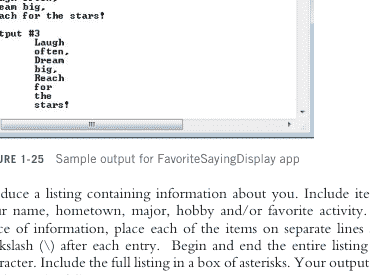 eam big,
ach for the stars!
tput #3
Laugh
often,
Dream
big,
Reach
for
the
stars!
URE 1-25 Sample output for FavoriteSayingDisplay app
duce a listing containing information about you. Include ite
ur name, hometown, major, hobby and/or favorite activity.
ce of information, place each of the items on separate lines
kslash (\) after each entry. Begin and end the entire listing
racter. Include the full listing in a box of asterisks. Your output